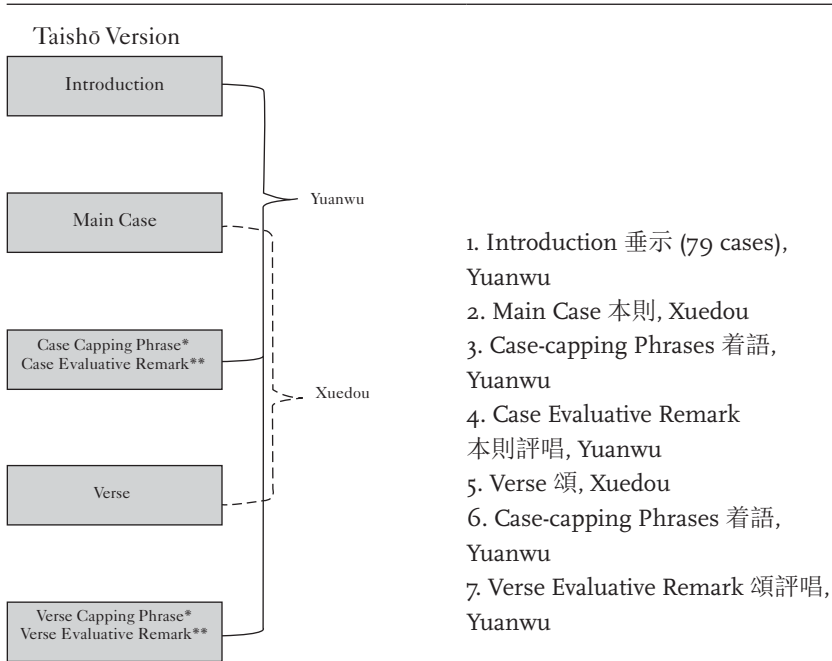 Taishō Version
Introduction
Yuanwu
Main Case
Case Capping Phrase*
Case Evaluative Remark**
Xuedou
Verse
Verse Capping Phrase*
Verse Evaluative Remark**
1. Introduction 垂示 (79 cases),
Yuanwu
2. Main Case 本則, Xuedou
3. Case-capping Phrases 着語,
Yuanwu
4. Case Evaluative Remark
本則評唱, Yuanwu
5. Verse 頌, Xuedou
6. Case-capping Phrases 着語,
Yuanwu
7. Verse Evaluative Remark 頌評唱,
Yuanwu